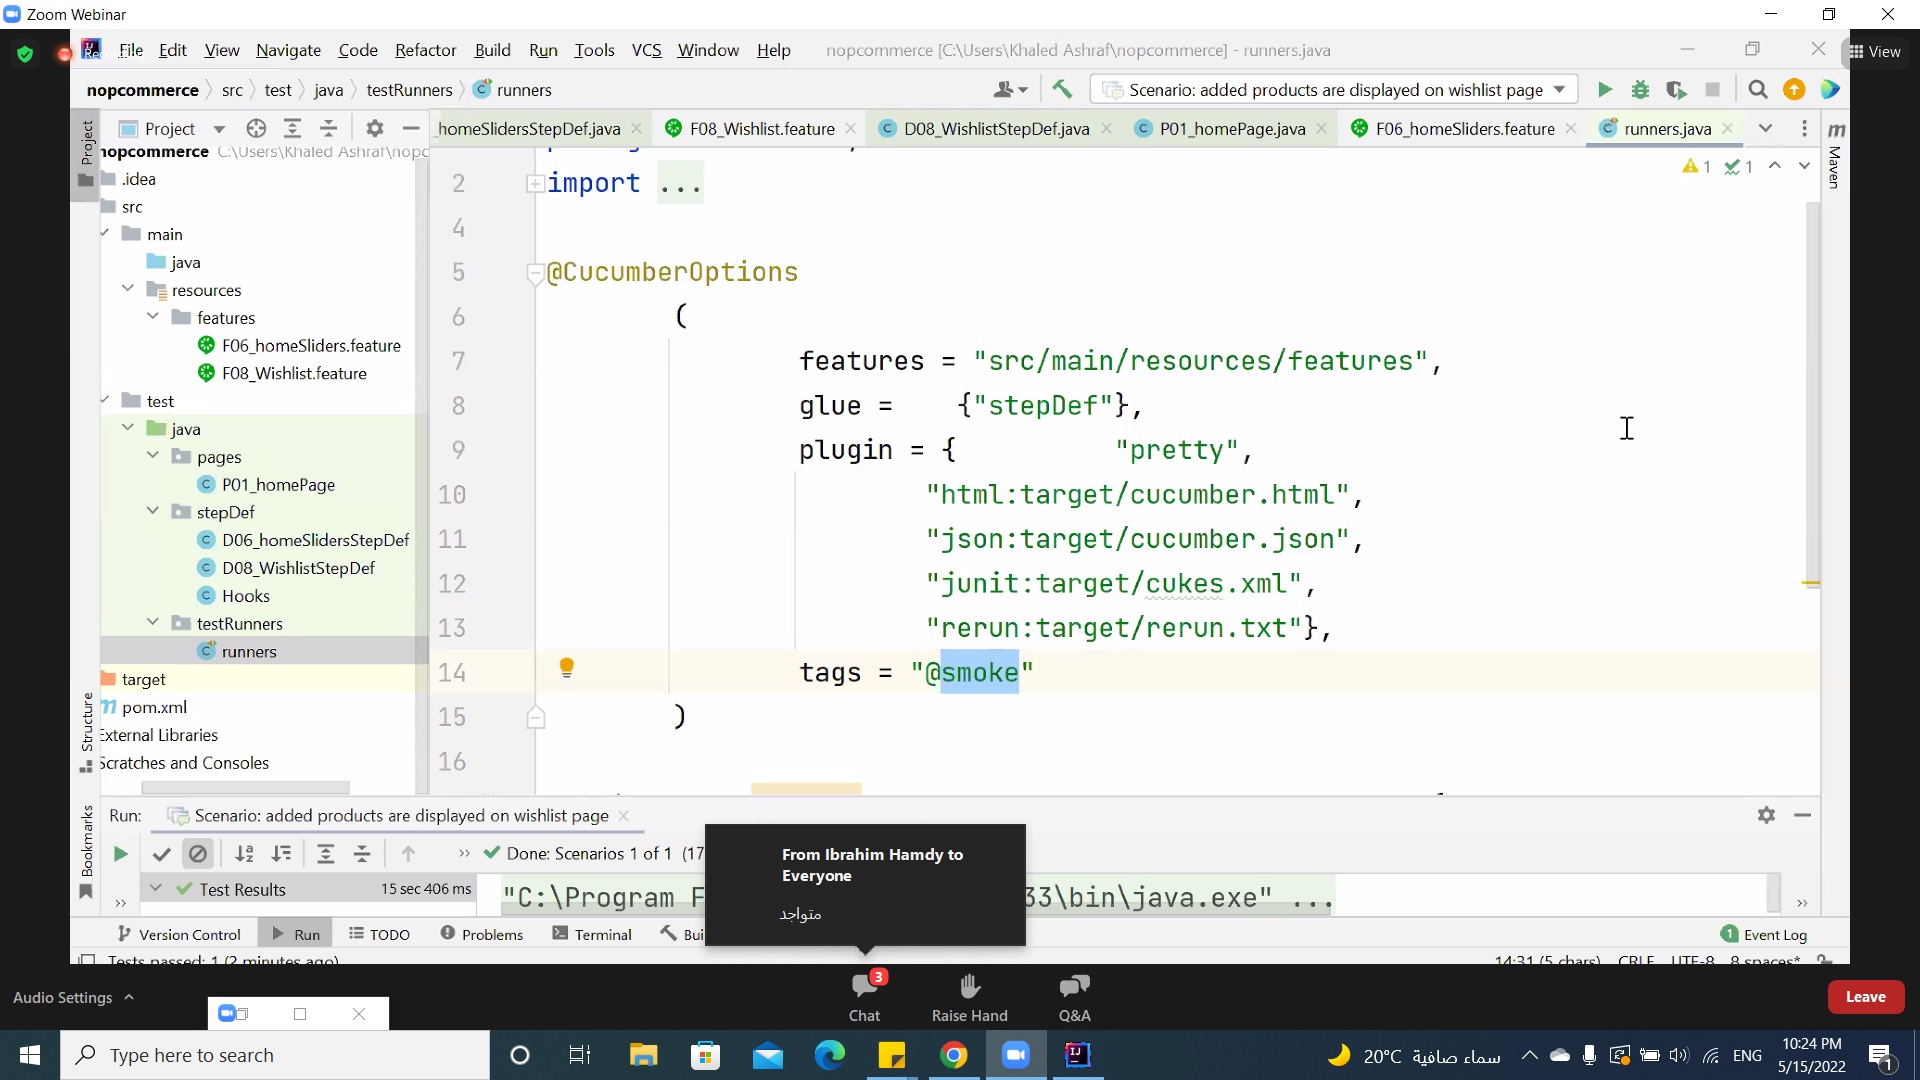 Zoom Webinar
File Edit View Navigate Code Refactor Build Run Tools VCS Window Help nopcommerce [C:\Users\Khaled Ashraf\nopcommerce] - runners.java
View
nopcommerce src test java testRunners runners
Scenario: added products are displayed on wishlist page
Project
homeSlidersStepDef.java F08_Wishlist.feature D08_WishlistStepDef.java P01_homePage.java F06_homeSliders.feature runners.java
Project
Structure
Bookmarks
Maven
nopcommerce C:\Users\Khaled Ashraf\nopc
.idea
src
main
java
resources
features
F06_homeSliders.feature
F08_Wishlist.feature
test
java
pages
P01_homePage
stepDef
D06_homeSlidersStepDef
D08_WishlistStepDef
Hooks
testRunners
runners
target
pom.xml
External Libraries
Scratches and Consoles
1 1
2 import ...
4
5 @CucumberOptions
6 (
7 features = "src/main/resources/features",
8 glue = {"stepDef"},
9 plugin = { "pretty",
10 "html:target/cucumber.html",
11 "json:target/cucumber.json",
12 "junit:target/cukes.xml",
13 "rerun:target/rerun.txt"},
14 tags = "@smoke"
15 )
16
Run: Scenario: added products are displayed on wishlist page
Done: Scenarios 1 of 1 (17
Test Results 15 sec 406 ms
"C:\Program F 33\bin\java.exe" ...
From Ibrahim Hamdy to
Everyone
متواجد
Version Control Run TODO Problems Terminal Bui
1 Event Log
Tests passed: 1 (2 minutes ago)
14:31 (5 chars) CRLF UTF-8 8 spaces*
Audio Settings
3
Chat
Raise Hand
Q&A
Leave
Type here to search
20°C سماء صافية
ENG
10:24 PM
5/15/2022
1